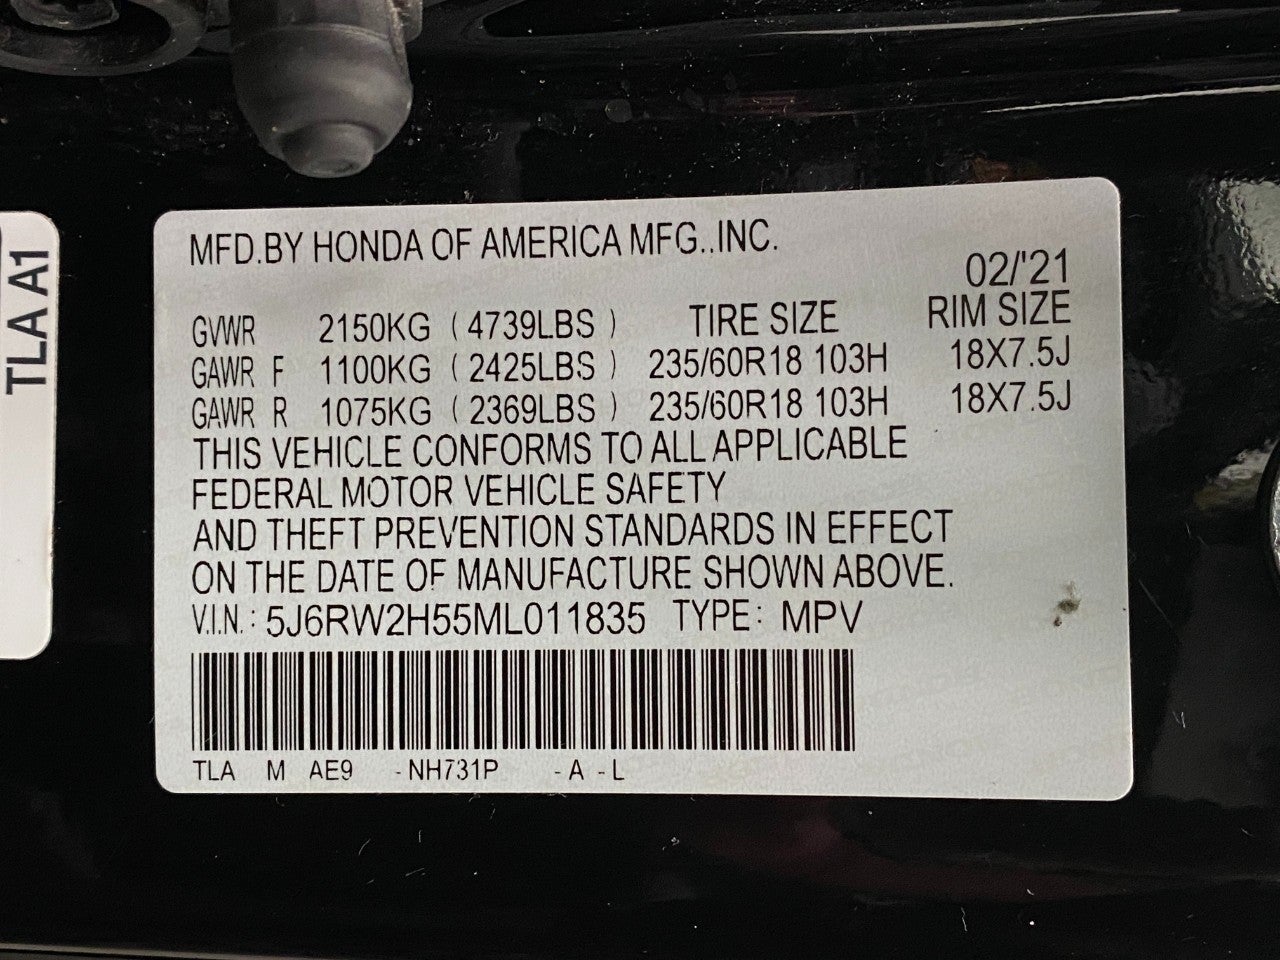 TLA A1
MFD.BY HONDA OF AMERICA MFG.,INC.
02/'21
GVWR 2150KG ( 4739LBS ) TIRE SIZE RIM SIZE
GAWR F 1100KG ( 2425LBS ) 235/60R18 103H 18X7.5J
GAWR R 1075KG ( 2369LBS ) 235/60R18 103H 18X7.5J
THIS VEHICLE CONFORMS TO ALL APPLICABLE
FEDERAL MOTOR VEHICLE SAFETY
AND THEFT PREVENTION STANDARDS IN EFFECT
ON THE DATE OF MANUFACTURE SHOWN ABOVE.
V.I.N.: 5J6RW2H55ML011835 TYPE: MPV
TLA M AE9 -NH731P -A -L